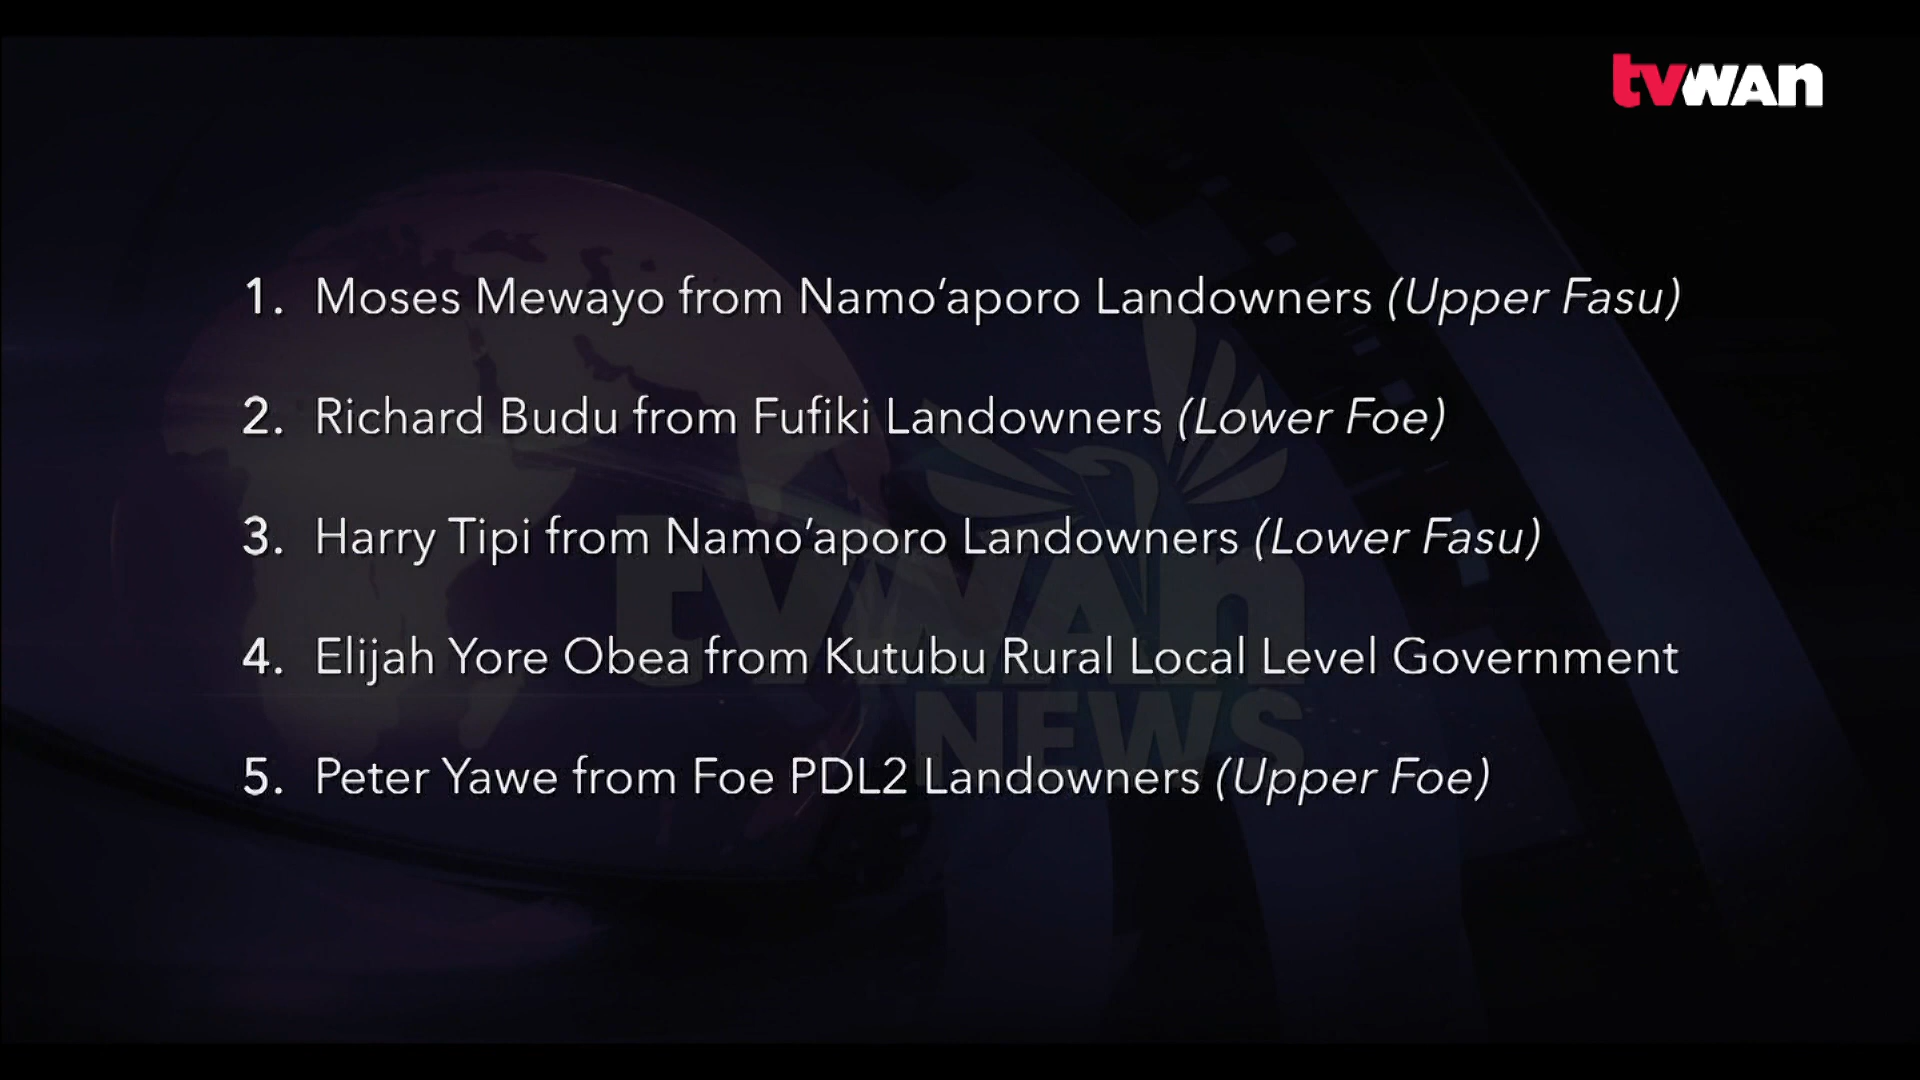 tvwan
1. Moses Mewayo from Namo’aporo Landowners (Upper Fasu)
2. Richard Budu from Fufiki Landowners (Lower Foe)
3. Harry Tipi from Namo’aporo Landowners (Lower Fasu)
4. Elijah Yore Obea from Kutubu Rural Local Level Government
5. Peter Yawe from Foe PDL2 Landowners (Upper Foe)
tvwan
NEWS